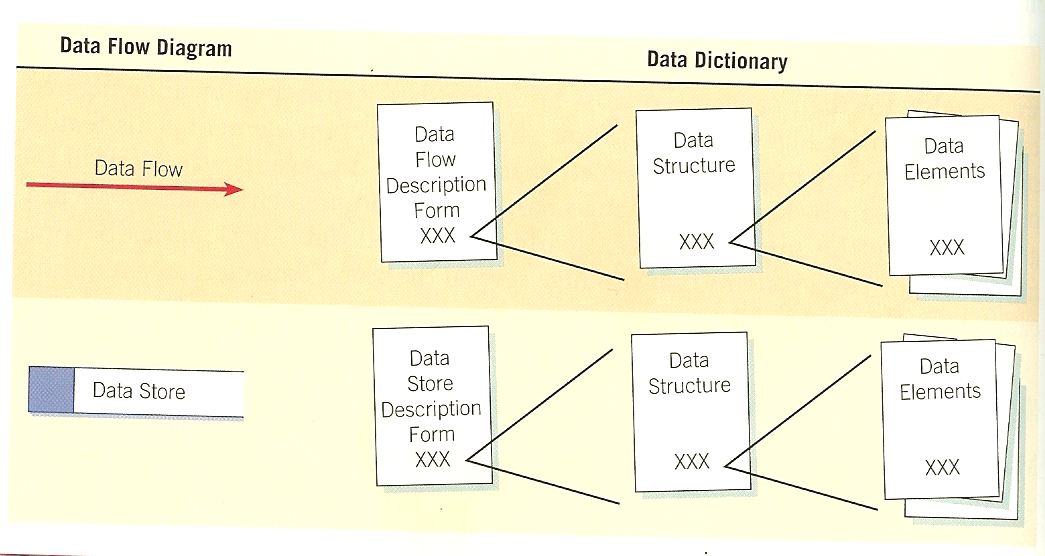 Data Flow Diagram
Data Dictionary
Data Flow
Data
Flow
Description
Form
XXX
Data
Structure
XXX
Data
Elements
XXX
Data Store
Data
Store
Description
Form
XXX
Data
Structure
XXX
Data
Elements
XXX